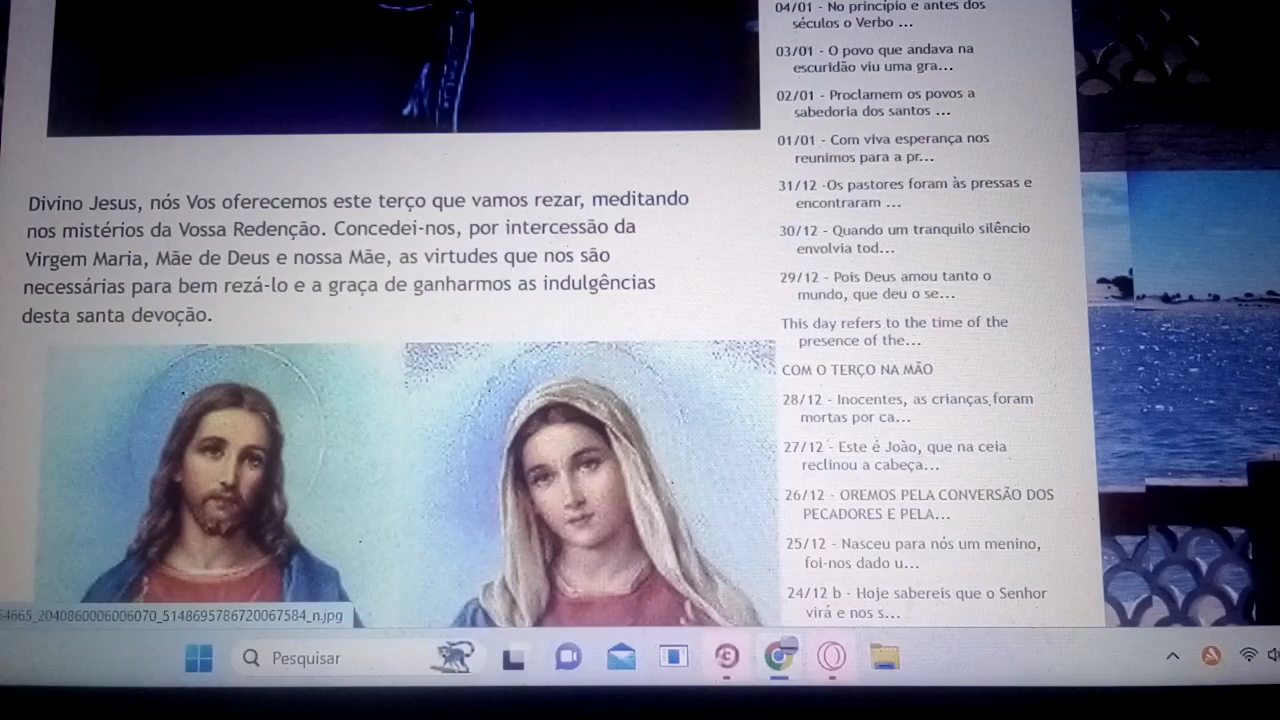 Divino Jesus, nós Vos oferecemos este terço que vamos rezar, meditando
nos mistérios da Vossa Redenção. Concedei-nos, por intercessão da
Virgem Maria, Mãe de Deus e nossa Mãe, as virtudes que nos são
necessárias para bem rezá-lo e a graça de ganharmos as indulgências
desta santa devoção.
04/01 - No princípio e antes dos
séculos o Verbo ...
03/01 - O povo que andava na
escuridão viu uma gra...
02/01 - Proclamem os povos a
sabedoria dos santos ...
01/01 - Com viva esperança nos
reunimos para a pr...
31/12 -Os pastores foram às pressas e
encontraram ...
30/12 - Quando um tranquilo silêncio
envolvia tod...
29/12 - Pois Deus amou tanto o
mundo, que deu o se...
This day refers to the time of the
presence of the...
COM O TERÇO NA MÃO
28/12 - Inocentes, as crianças foram
mortas por ca...
27/12 - Este é João, que na ceia
reclinou a cabeça...
26/12 - OREMOS PELA CONVERSÃO DOS
PECADORES E PELA...
25/12 - Nasceu para nós um menino,
foi-nos dado u...
24/12 b - Hoje sabereis que o Senhor
virá e nos s...
64665_2040860006006070_5148695786720067584_n.jpg
Pesquisar